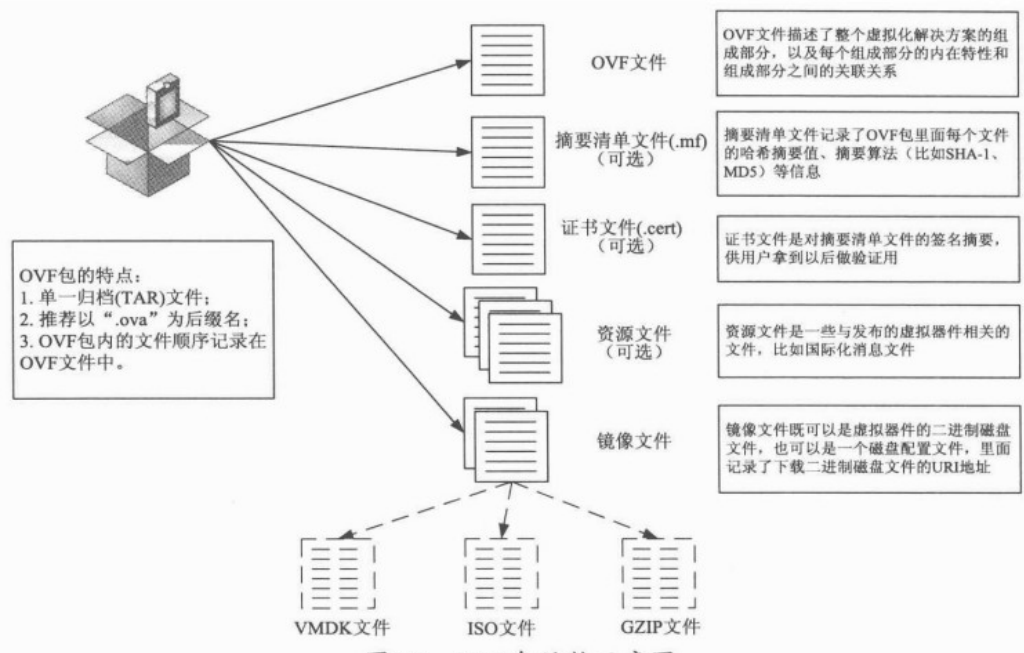 OVF文件
OVF文件描述了整个虚拟化解决方案的组
成部分，以及每个组成部分的内在特性和
组成部分之间的关联关系
摘要清单文件(.mf)
（可选）
摘要清单文件记录了OVF包里面每个文件
的哈希摘要值、摘要算法（比如SHA-1、
MD5）等信息
证书文件(.cert)
（可选）
证书文件是对摘要清单文件的签名摘要，
供用户拿到以后做验证用
OVF包的特点：
1. 单一归档(TAR)文件；
2. 推荐以“.ova”为后缀名；
3. OVF包内的文件顺序记录在
OVF文件中。
资源文件
（可选）
资源文件是一些与发布的虚拟器件相关的
文件，比如国际化消息文件
镜像文件
镜像文件既可以是虚拟器件的二进制磁盘
文件，也可以是一个磁盘配置文件，里面
记录了下载二进制磁盘文件的URI地址
VMDK文件
ISO文件
GZIP文件